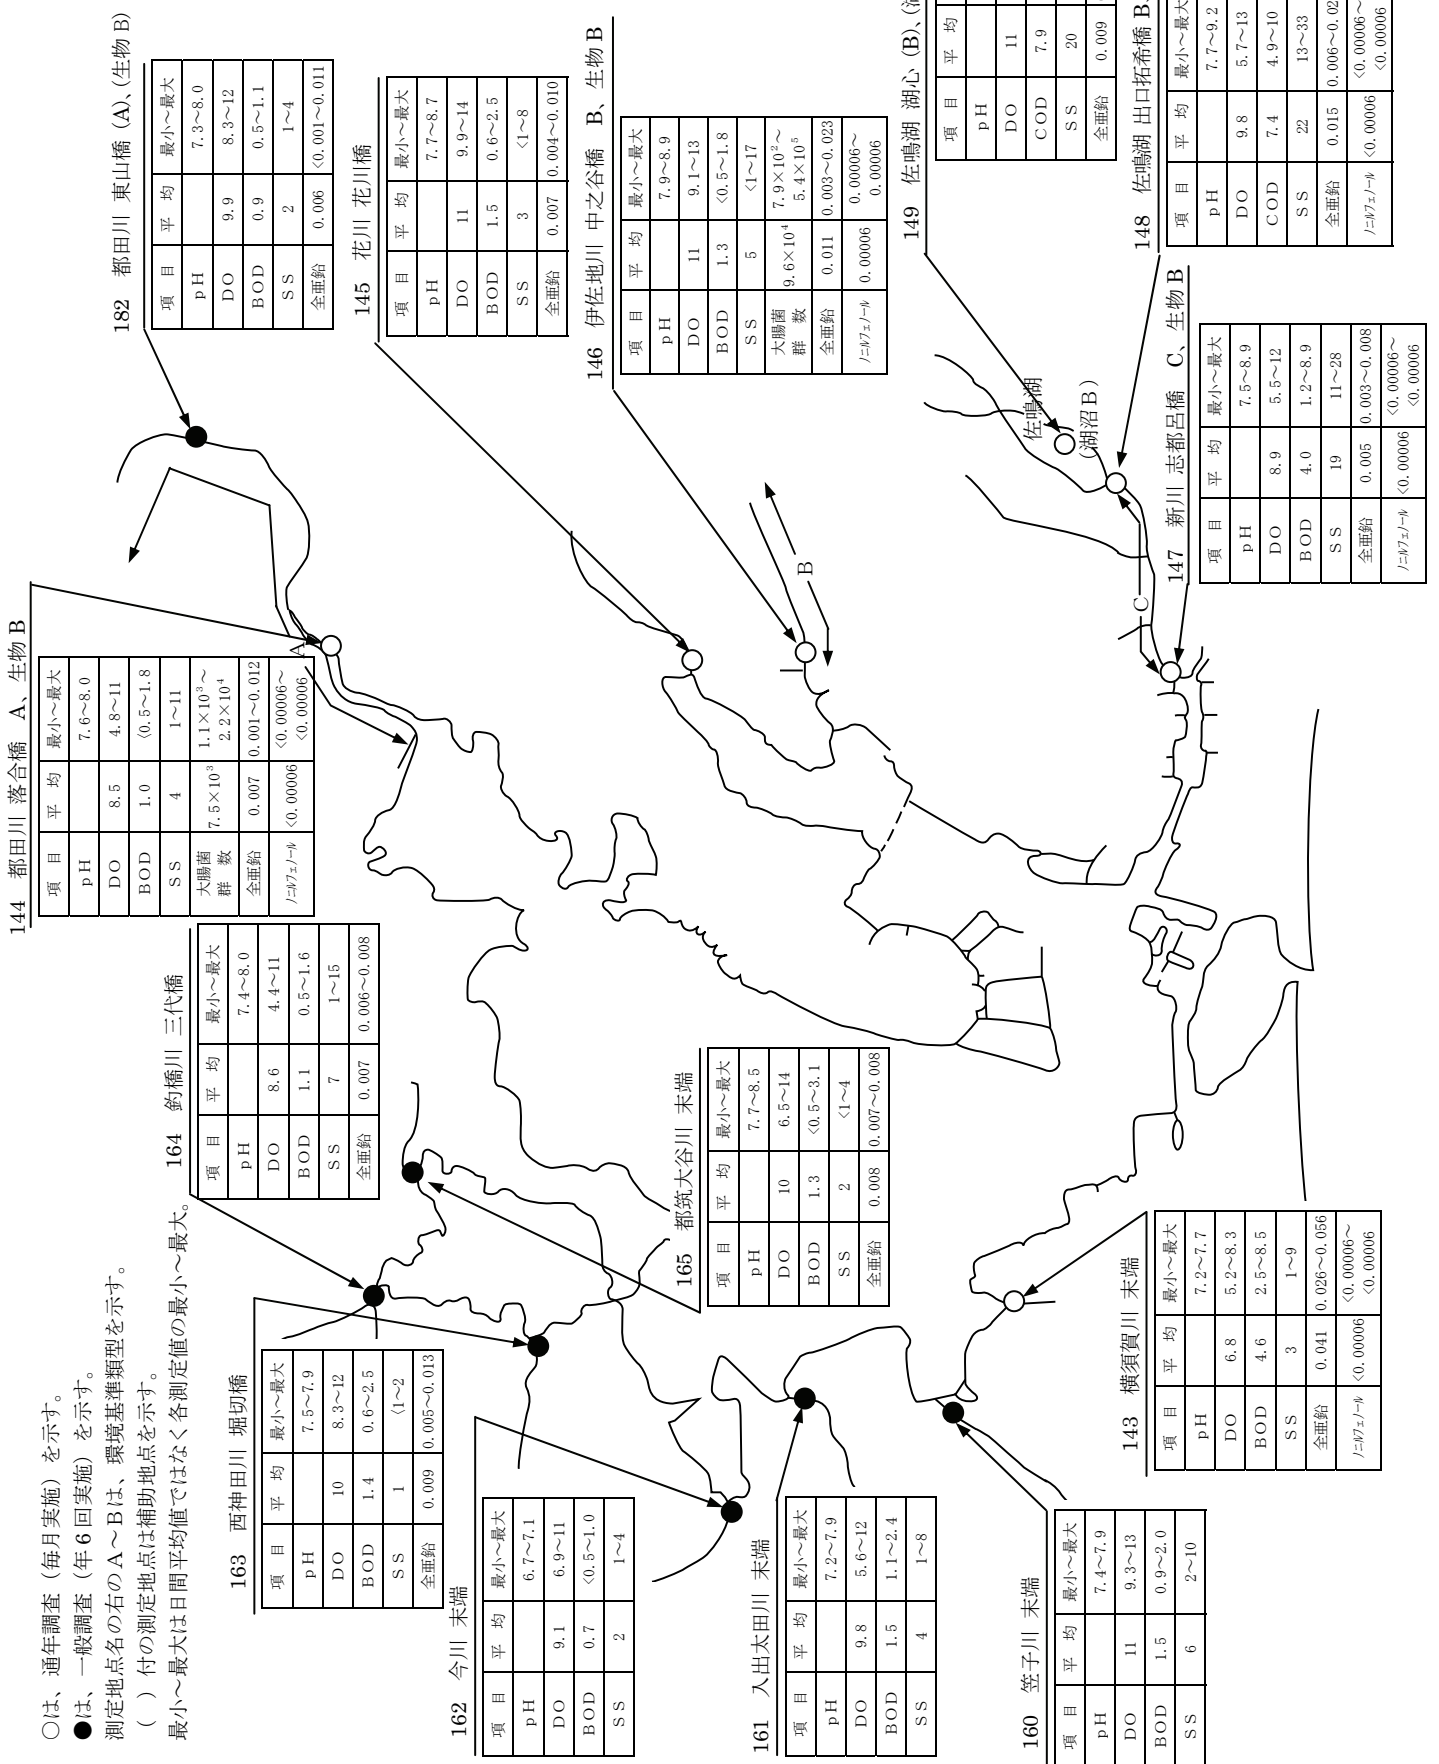 ○は、通年調査（毎月実施）を示す。
●は、一般調査（年６回実施）を示す。
測定地点名の右のＡ～Ｂは、環境基準類型を示す。
（　）付の測定地点は補助地点を示す。
最小～最大は日間平均値ではなく各測定値の最小～最大。
144　都田川 落合橋　A、生物 B
項　目 平　均 最小～最大
pH 7.6～8.0
DO 8.5 4.8～11
BOD 1.0 <0.5～1.8
SS 4 1～11
大腸菌群　数 7.5×10³ 1.1×10³～
2.2×10⁴
全亜鉛 0.007 0.001～0.012
ﾉﾆﾙﾌｪﾉｰﾙ <0.00006 <0.00006～
<0.00006
182　都田川 東山橋（A）、（生物 B）
項　目 平　均 最小～最大
pH 7.3～8.0
DO 9.9 8.3～12
BOD 0.9 0.5～1.1
SS 2 1～4
全亜鉛 0.006 <0.001～0.011
164　釣橋川 三代橋
項　目 平　均 最小～最大
pH 7.4～8.0
DO 8.6 4.4～11
BOD 1.1 0.5～1.6
SS 7 1～15
全亜鉛 0.007 0.006～0.008
163　西神田川 堀切橋
項　目 平　均 最小～最大
pH 7.5～7.9
DO 10 8.3～12
BOD 1.4 0.6～2.5
SS 1 <1～2
全亜鉛 0.009 0.005～0.013
145　花川 花川橋
項　目 平　均 最小～最大
pH 7.7～8.7
DO 11 9.9～14
BOD 1.5 0.6～2.5
SS 3 <1～8
全亜鉛 0.007 0.004～0.010
162　今川 末端
項　目 平　均 最小～最大
pH 6.7～7.1
DO 9.1 6.9～11
BOD 0.7 <0.5～1.0
SS 2 1～4
146　伊佐地川 中之谷橋　B、生物 B
項　目 平　均 最小～最大
pH 7.9～8.9
DO 11 9.1～13
BOD 1.3 <0.5～1.8
SS 5 <1～17
大腸菌群　数 9.6×10⁴ 7.9×10²～
5.4×10⁵
全亜鉛 0.011 0.003～0.023
ﾉﾆﾙﾌｪﾉｰﾙ 0.00006 0.00006～
0.00006
165　都筑大谷川 末端
項　目 平　均 最小～最大
pH 7.7～8.5
DO 10 6.5～14
BOD 1.3 <0.5～3.1
SS 2 <1～4
全亜鉛 0.008 0.007～0.008
161　入出太田川 末端
項　目 平　均 最小～最大
pH 7.2～7.9
DO 9.8 5.6～12
BOD 1.5 1.1～2.4
SS 4 1～8
149　佐鳴湖 湖心（B）、
項　目 平　均
pH
DO 11
COD 7.9
SS 20
全亜鉛 0.009
160　笠子川 末端
項　目 平　均 最小～最大
pH 7.4～7.9
DO 11 9.3～13
BOD 1.5 0.9～2.0
SS 6 2～10
143　横須賀川 末端
項　目 平　均 最小～最大
pH 7.2～7.7
DO 6.8 5.2～8.3
BOD 4.6 2.5～8.5
SS 3 1～9
全亜鉛 0.041 0.026～0.056
ﾉﾆﾙﾌｪﾉｰﾙ <0.00006 <0.00006～
<0.00006
148　佐鳴湖 出口拓希橋 B
項　目 平　均 最小～最大
pH 7.7～9.2
DO 9.8 5.7～13
COD 7.4 4.9～10
SS 22 13～33
全亜鉛 0.015 0.006～0.02
ﾉﾆﾙﾌｪﾉｰﾙ <0.00006 <0.00006～
<0.00006
147　新川 志都呂橋　C、生物 B
項　目 平　均 最小～最大
pH 7.5～8.9
DO 8.9 5.5～12
BOD 4.0 1.2～8.9
SS 19 11～28
全亜鉛 0.005 0.003～0.008
ﾉﾆﾙﾌｪﾉｰﾙ <0.00006 <0.00006～
<0.00006
A
B
C
佐鳴湖
（湖沼Ｂ）